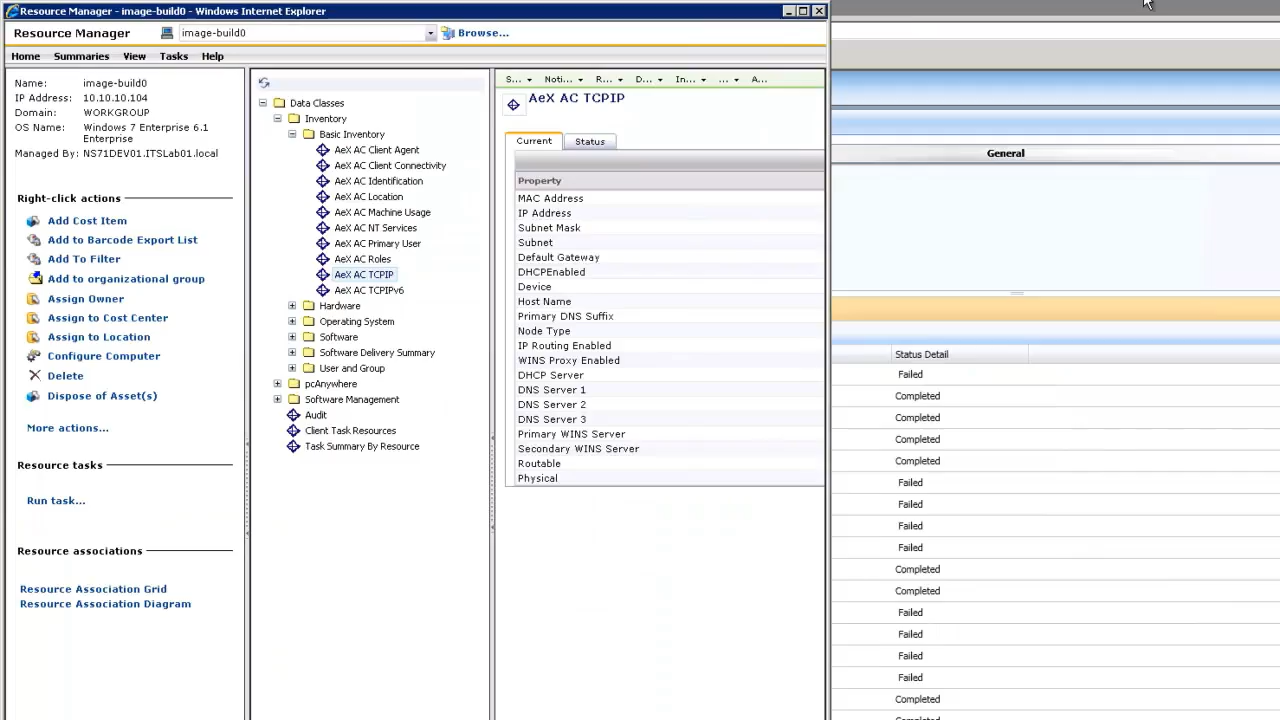 Resource Manager - image-build0 - Windows Internet Explorer
Resource Manager
image-build0
Browse...
Home Summaries View Tasks Help
Name: image-build0
IP Address: 10.10.10.104
Domain: WORKGROUP
OS Name: Windows 7 Enterprise 6.1
Enterprise
Managed By: NS71DEV01.ITSLab01.local
Right-click actions
Add Cost Item
Add to Barcode Export List
Add To Filter
Add to organizational group
Assign Owner
Assign to Cost Center
Assign to Location
Configure Computer
Delete
Dispose of Asset(s)
More actions...
Resource tasks
Run task...
Resource associations
Resource Association Grid
Resource Association Diagram
Data Classes
Inventory
Basic Inventory
AeX AC Client Agent
AeX AC Client Connectivity
AeX AC Identification
AeX AC Location
AeX AC Machine Usage
AeX AC NT Services
AeX AC Primary User
AeX AC Roles
AeX AC TCPIP
AeX AC TCPIPv6
Hardware
Operating System
Software
Software Delivery Summary
User and Group
pcAnywhere
Software Management
Audit
Client Task Resources
Task Summary By Resource
S... Noti... R... D... In... ... A...
AeX AC TCPIP
Current Status
Property
MAC Address
IP Address
Subnet Mask
Subnet
Default Gateway
DHCPEnabled
Device
Host Name
Primary DNS Suffix
Node Type
IP Routing Enabled
WINS Proxy Enabled
DHCP Server
DNS Server 1
DNS Server 2
DNS Server 3
Primary WINS Server
Secondary WINS Server
Routable
Physical
General
Status Detail
Failed
Completed
Completed
Completed
Completed
Failed
Failed
Failed
Failed
Completed
Completed
Failed
Failed
Failed
Failed
Completed